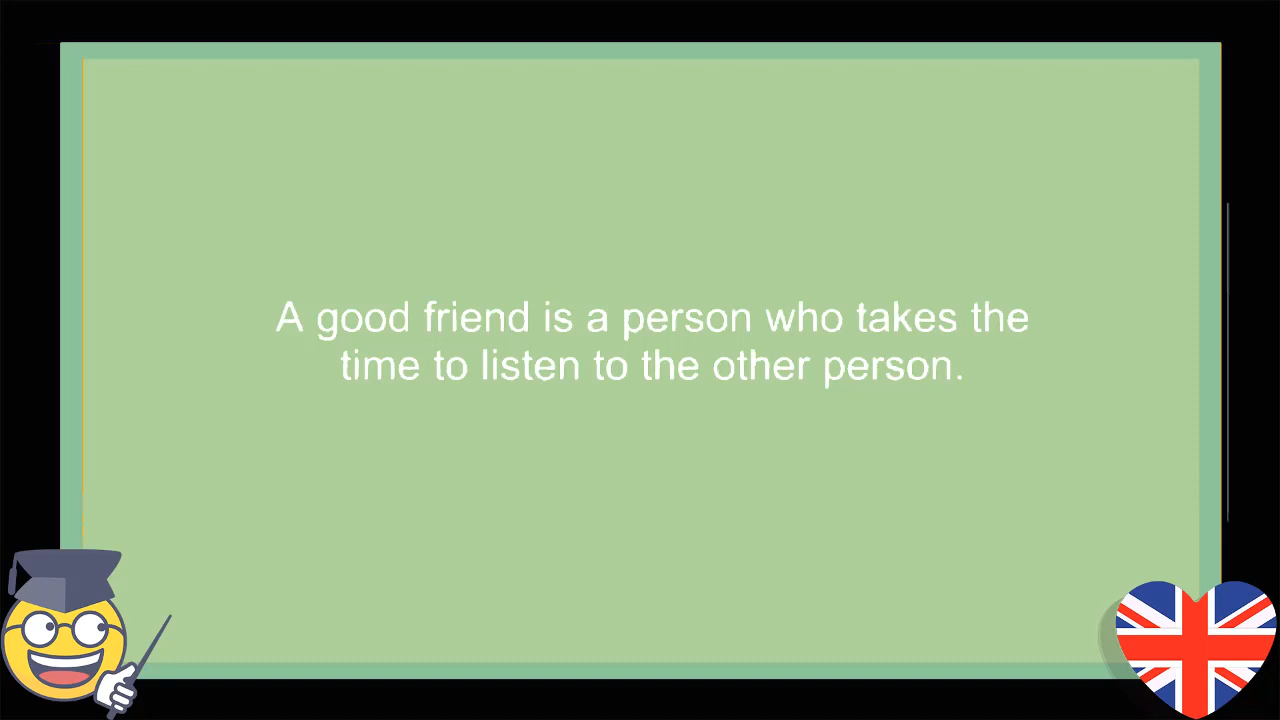 A good friend is a person who takes the
time to listen to the other person.